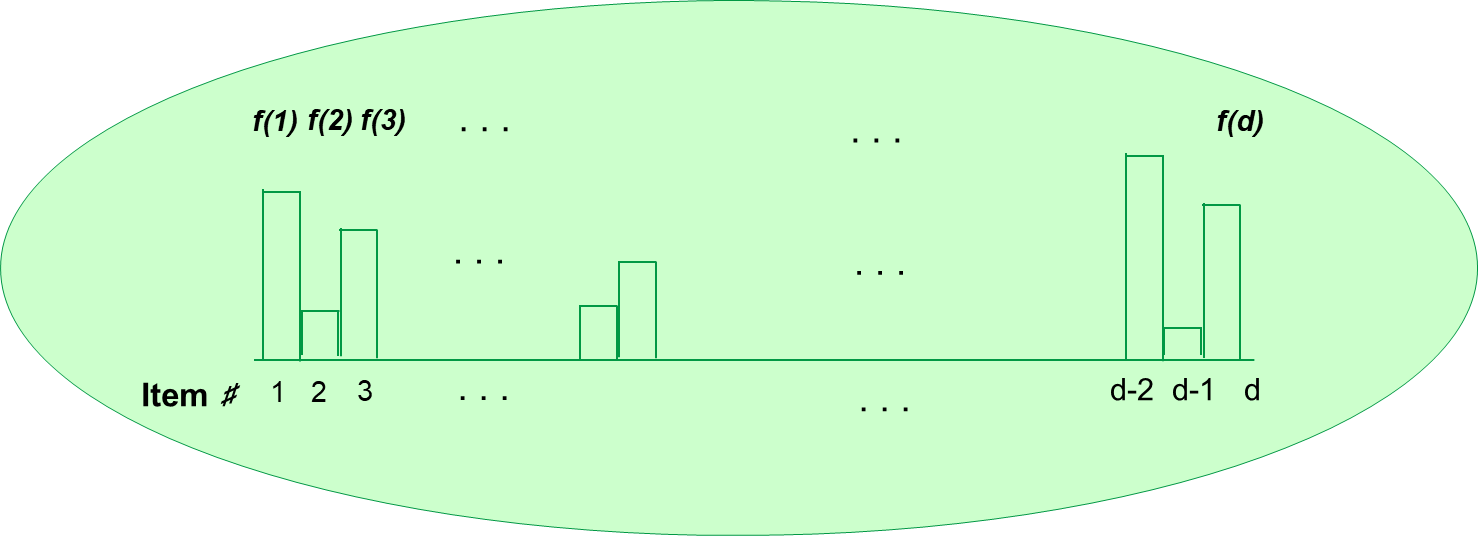 f(1) f(2) f(3) . . . . . . f(d)
. . . . . .
Item # 1 2 3 . . . . . . d-2 d-1 d